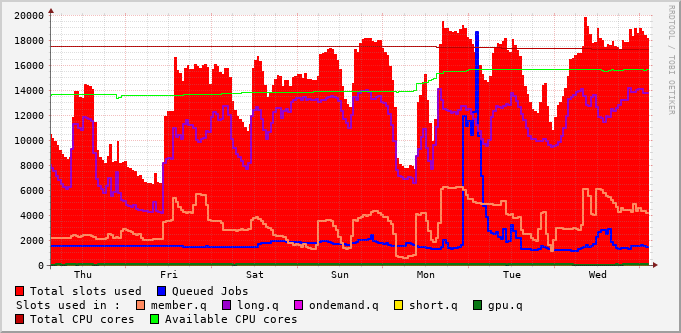 20000
18000
16000
14000
12000
10000
8000
6000
4000
2000
0
Thu Fri Sat Sun Mon Tue Wed
RRDTOOL / TOBI OETIKER
Total slots used Queued Jobs
Slots used in : member.q long.q ondemand.q short.q gpu.q
Total CPU cores Available CPU cores